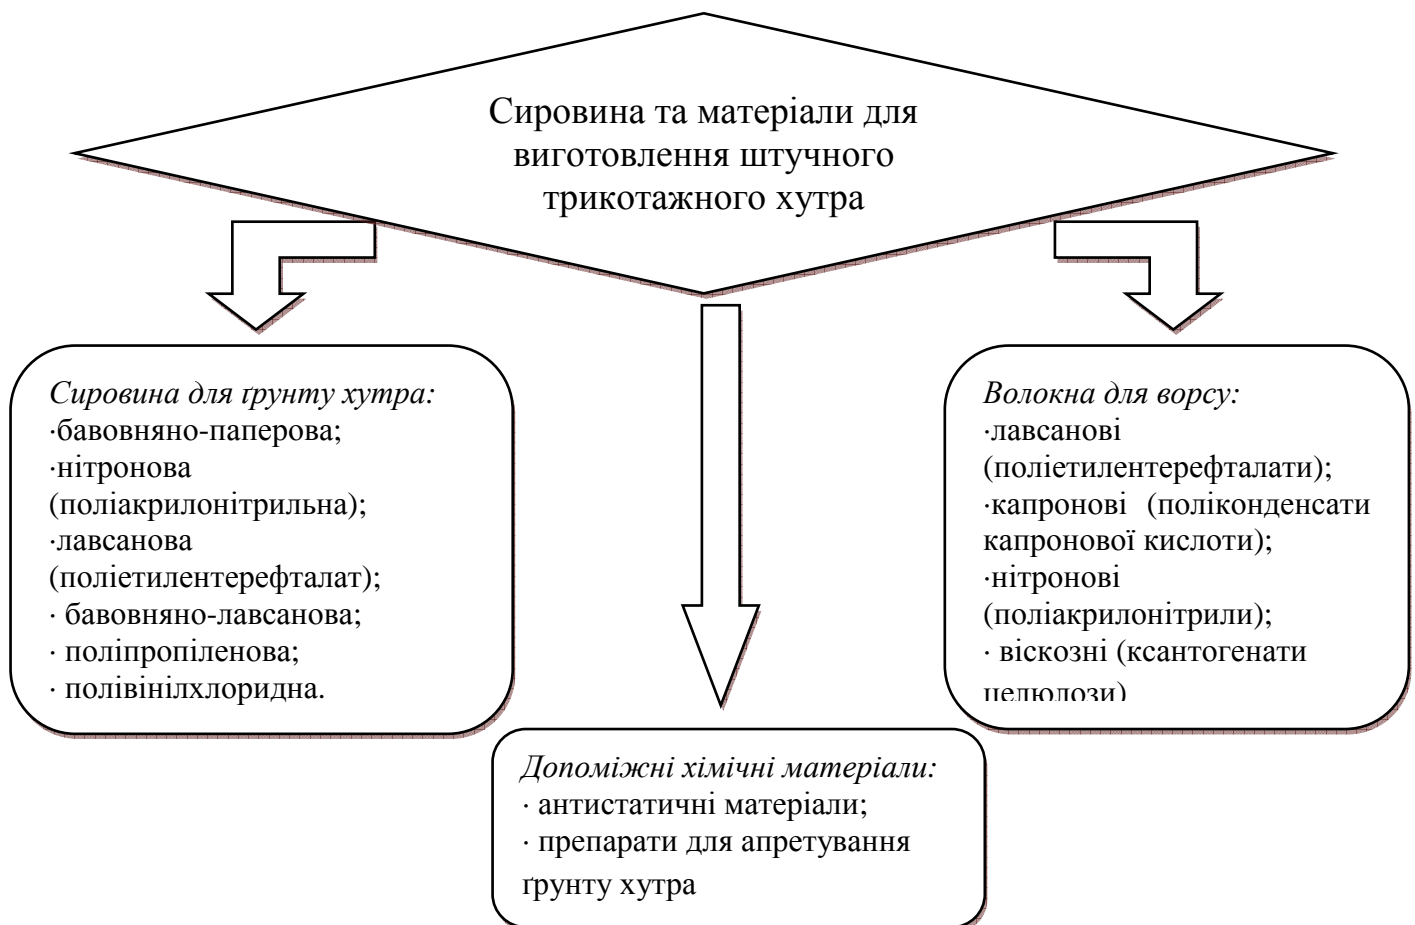 Сировина та матеріали для
виготовлення штучного
трикотажного хутра
Сировина для ґрунту хутра:
·бавовняно-паперова;
·нітронова
(поліакрилонітрильна);
·лавсанова
(поліетилентерефталат);
· бавовняно-лавсанова;
· поліпропіленова;
· полівінілхлоридна.
Волокна для ворсу:
·лавсанові
(поліетилентерефталати);
·капронові (поліконденсати
капронової кислоти);
·нітронові
(поліакрилонітрили);
· віскозні (ксантогенати
целюлози)
Допоміжні хімічні матеріали:
· антистатичні матеріали;
· препарати для апретування
ґрунту хутра